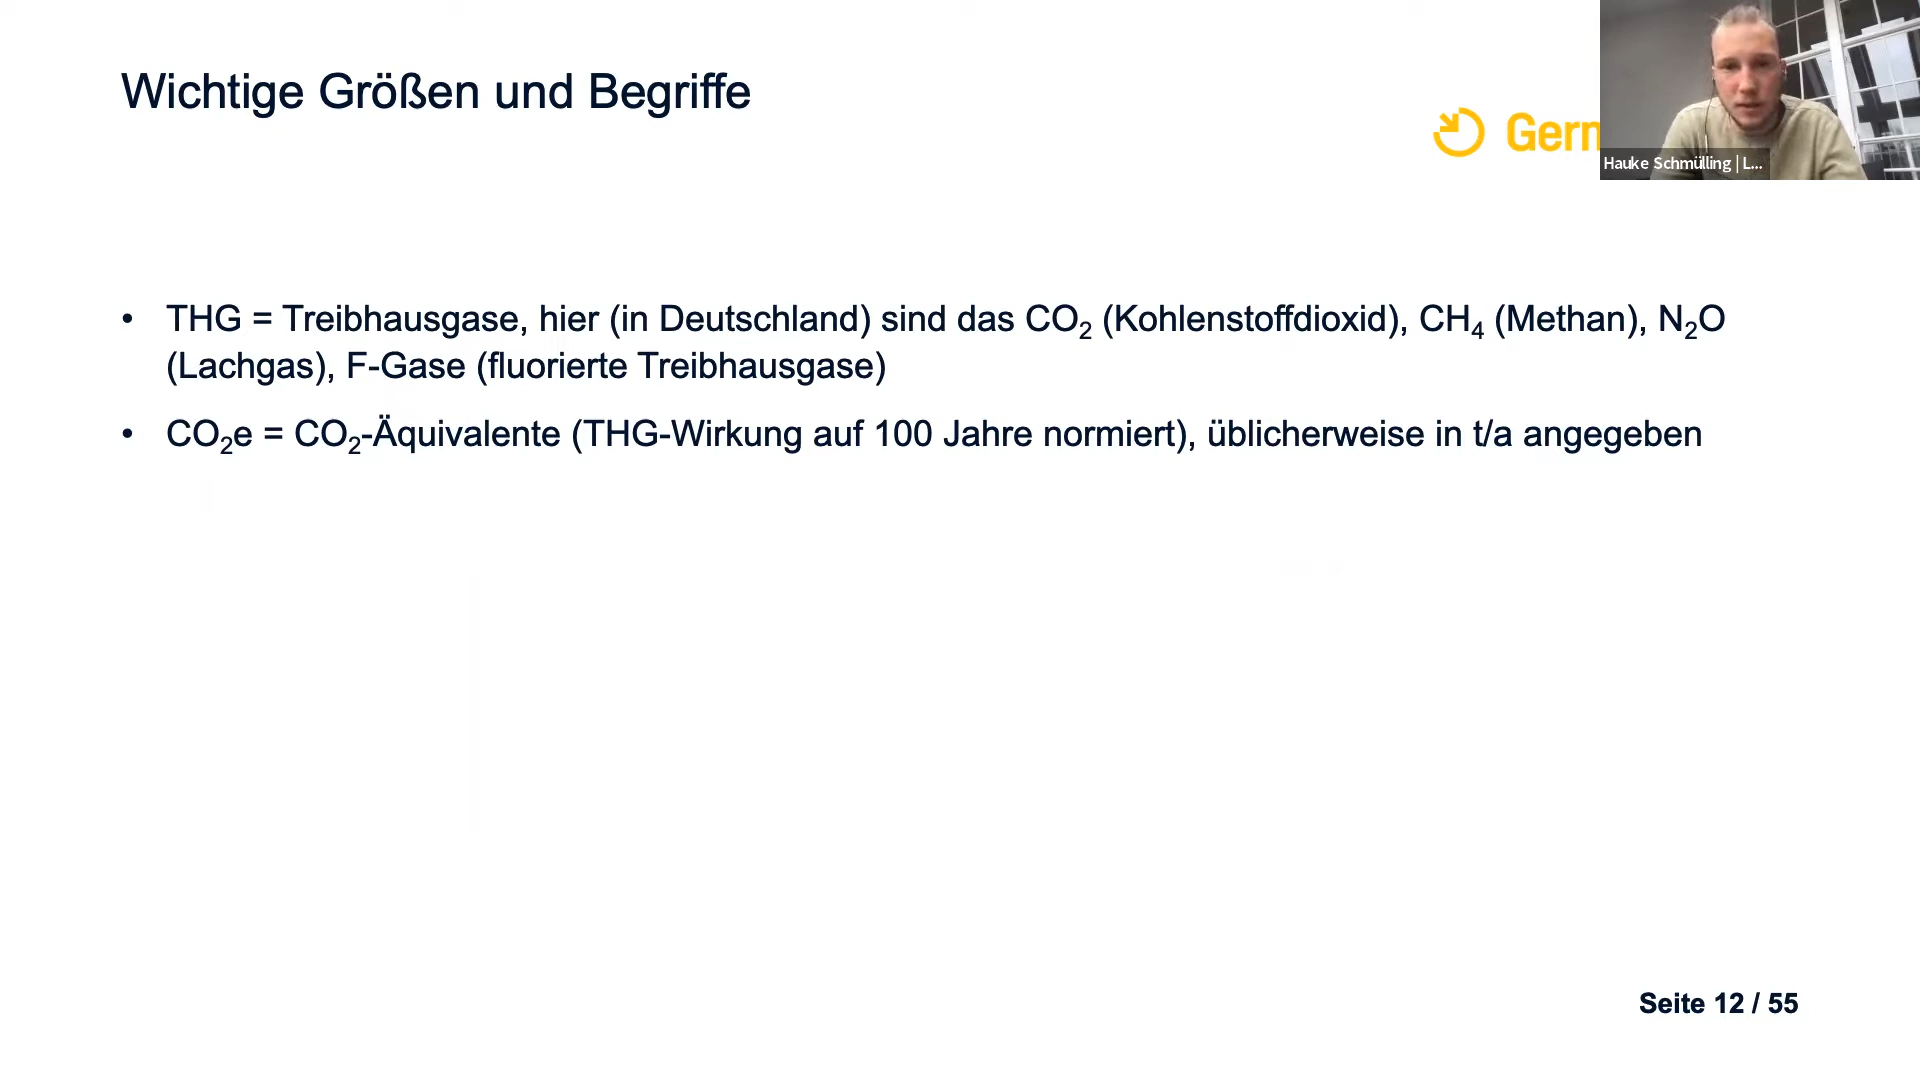 Wichtige Größen und Begriffe
Gern
Hauke Schmülling | L...
• THG = Treibhausgase, hier (in Deutschland) sind das CO₂ (Kohlenstoffdioxid), CH₄ (Methan), N₂O
(Lachgas), F-Gase (fluorierte Treibhausgase)
• CO₂e = CO₂-Äquivalente (THG-Wirkung auf 100 Jahre normiert), üblicherweise in t/a angegeben
Seite 12 / 55